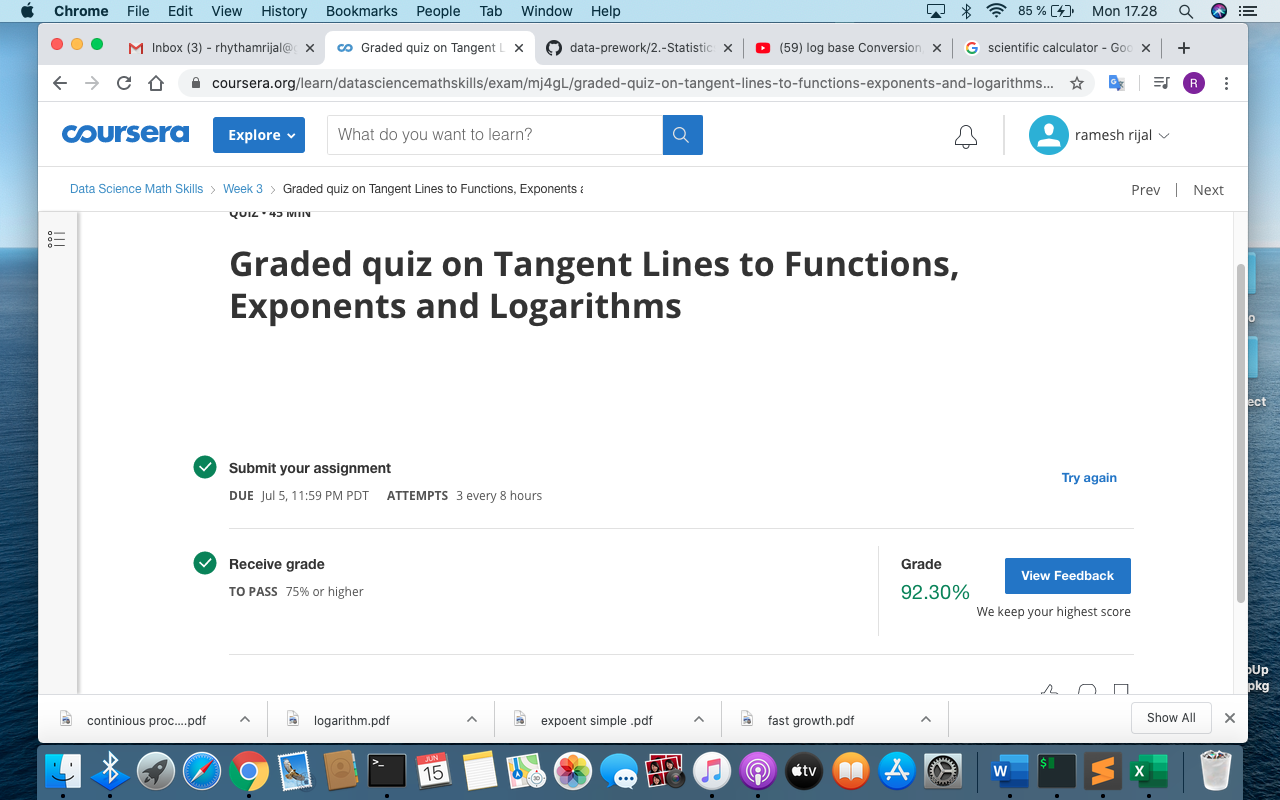 Chrome File Edit View History Bookmarks People Tab Window Help 85 % Mon 17.28
Inbox (3) - rhythamrijal@g
Graded quiz on Tangent L
data-prework/2.-Statistic
(59) log base Conversion
scientific calculator - Goo
coursera.org/learn/datasciencemathskills/exam/mj4gL/graded-quiz-on-tangent-lines-to-functions-exponents-and-logarithms... R
coursera Explore What do you want to learn? ramesh rijal
Data Science Math Skills Week 3 Graded quiz on Tangent Lines to Functions, Exponents Prev Next
QUIZ • 45 MIN
Graded quiz on Tangent Lines to Functions,
Exponents and Logarithms
Submit your assignment
DUE Jul 5, 11:59 PM PDT ATTEMPTS 3 every 8 hours
Try again
Receive grade
TO PASS 75% or higher
Grade
92.30%
View Feedback
We keep your highest score
continious proc....pdf
logarithm.pdf
expoent simple .pdf
fast growth.pdf
Show All
o
ect
oUp
pkg
JUN
15
tv